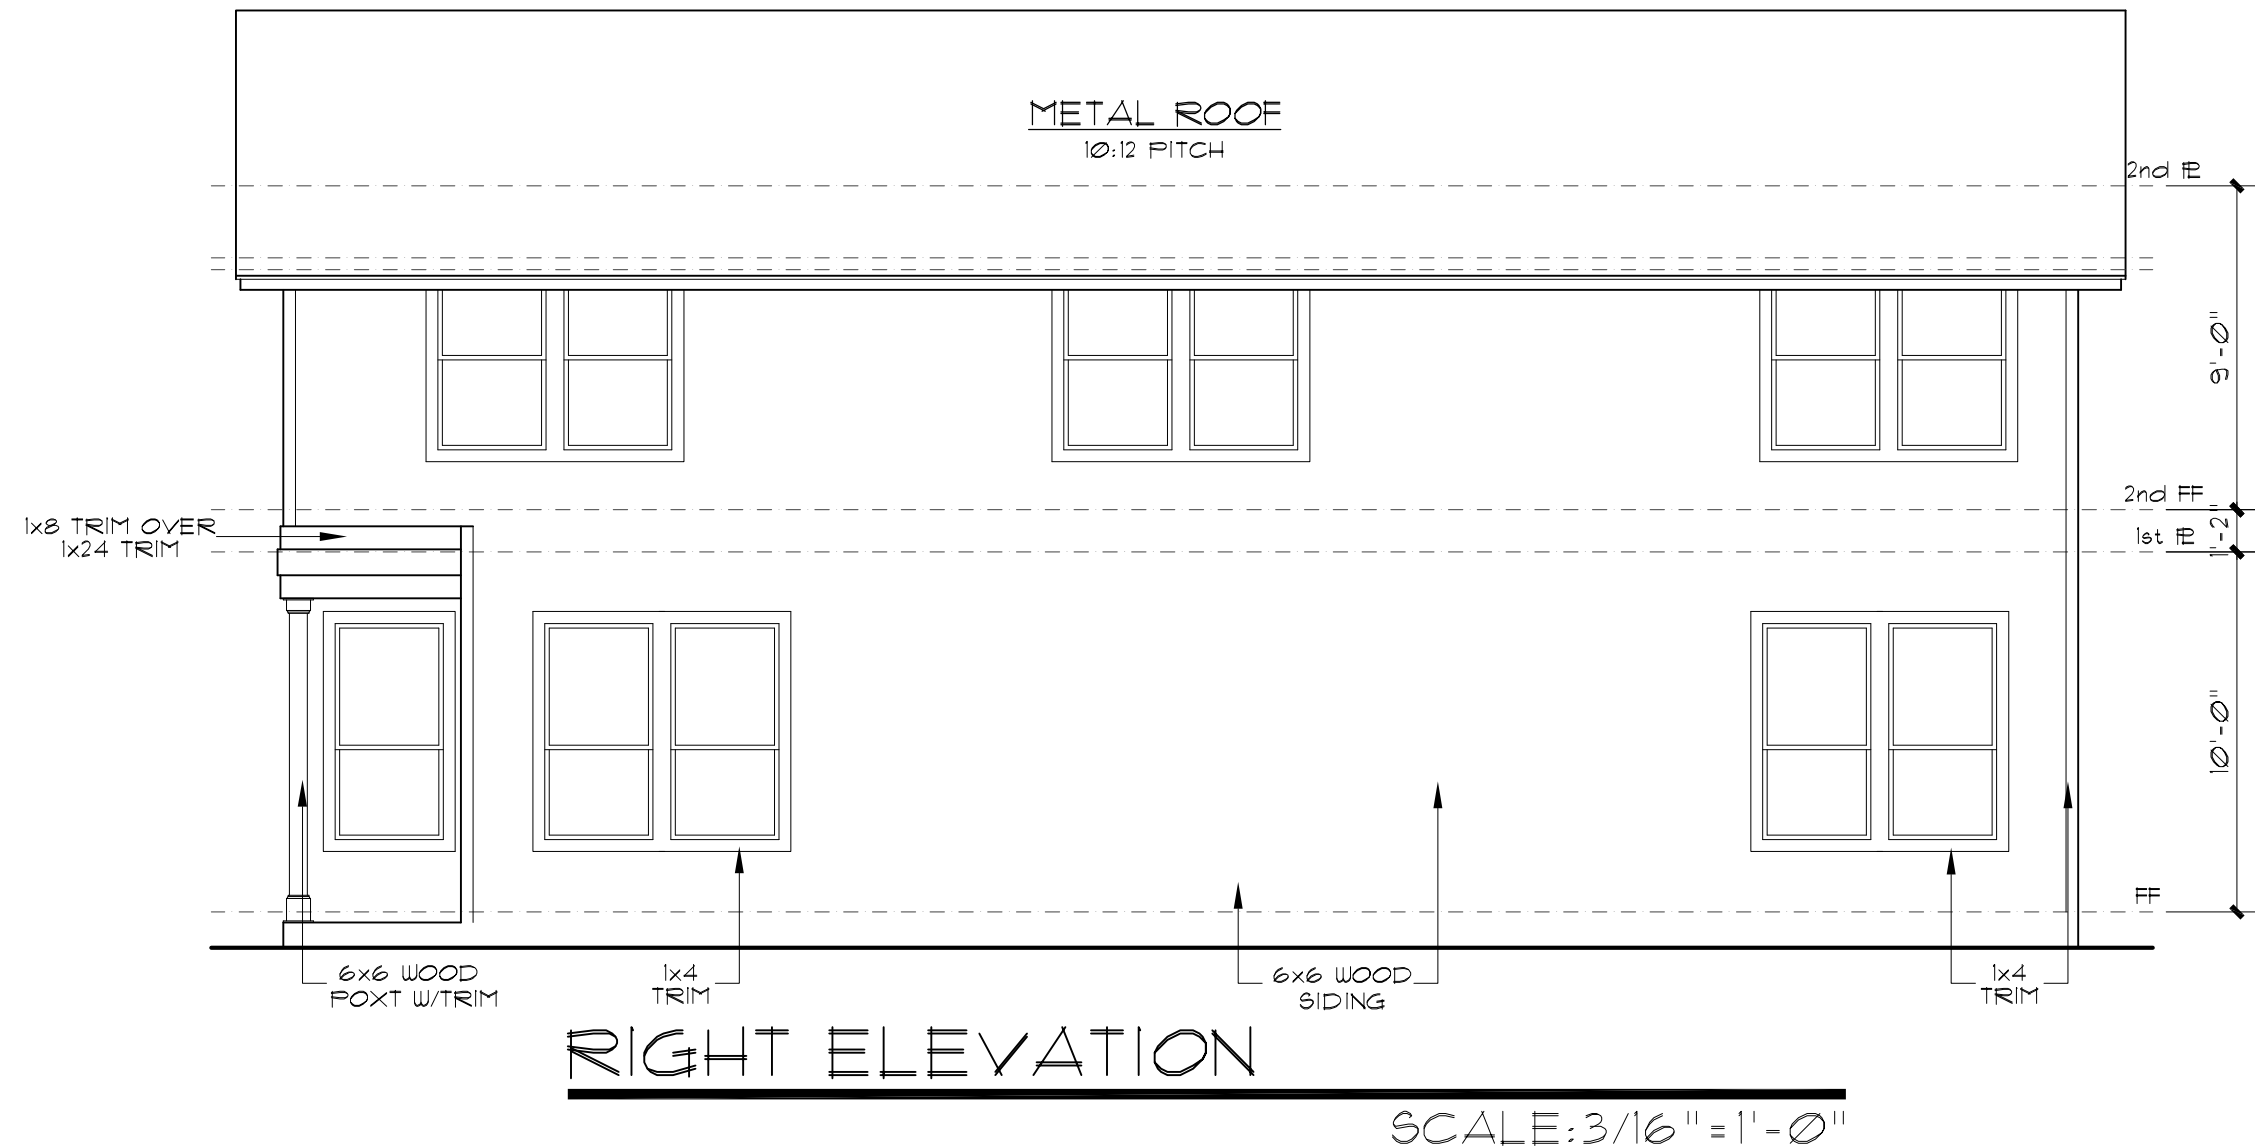 METAL ROOF
10:12 PITCH
2nd PL
9'-0"
2nd FF
1x8 TRIM OVER
1x24 TRIM
1'-2"
1st PL
10'-0"
FF
6x6 WOOD
POXT W/TRIM
1x4
TRIM
6x6 WOOD
SIDING
1x4
TRIM
RIGHT ELEVATION
SCALE:3/16"=1'-0"